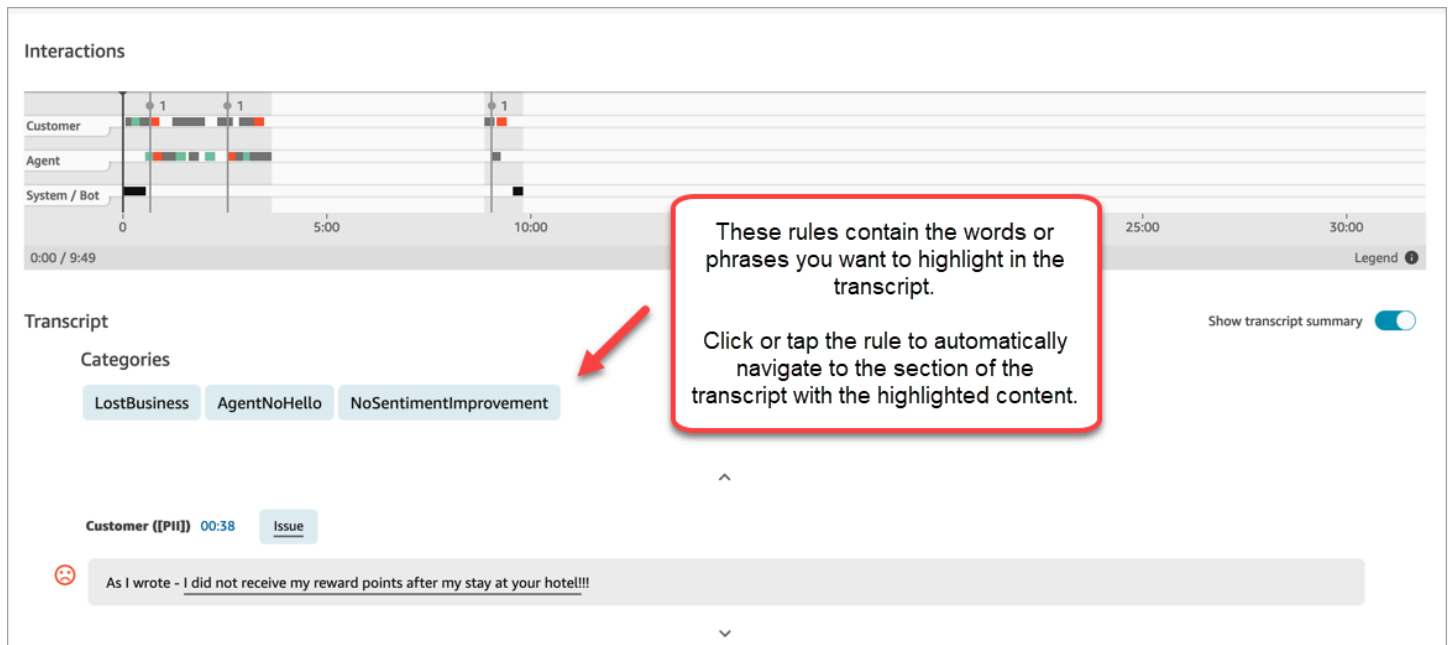 Interactions
1 1 1
Customer
Agent
System / Bot
0 5:00 10:00 25:00 30:00
0:00 / 9:49 Legend
These rules contain the words or
phrases you want to highlight in the
transcript.
Click or tap the rule to automatically
navigate to the section of the
transcript with the highlighted content.
Transcript Show transcript summary
Categories
LostBusiness AgentNoHello NoSentimentImprovement
Customer ([PII]) 00:38 Issue
As I wrote - I did not receive my reward points after my stay at your hotel!!!